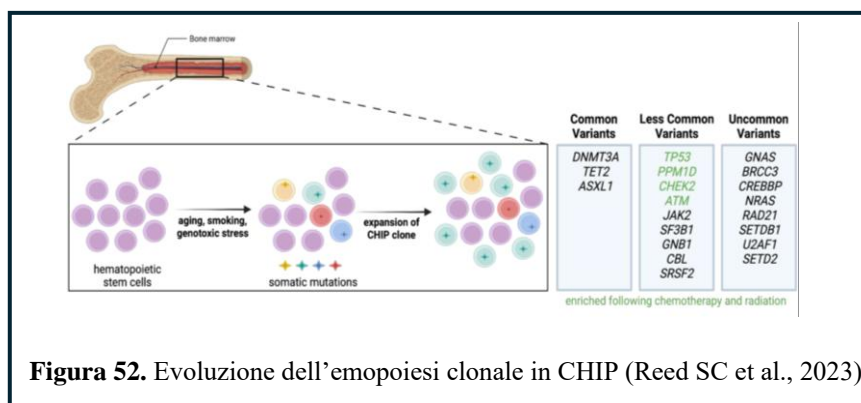 Bone marrow
aging, smoking,
genotoxic stress
expansion of
CHIP clone
hematopoietic
stem cells
somatic mutations
Common
Variants
DNMT3A
TET2
ASXL1
Less Common
Variants
TP53
PPM1D
CHEK2
ATM
JAK2
SF3B1
GNB1
CBL
SRSF2
Uncommon
Variants
GNAS
BRCC3
CREBBP
NRAS
RAD21
SETDB1
U2AF1
SETD2
enriched following chemotherapy and radiation
Figura 52. Evoluzione dell’emopoiesi clonale in CHIP (Reed SC et al., 2023)